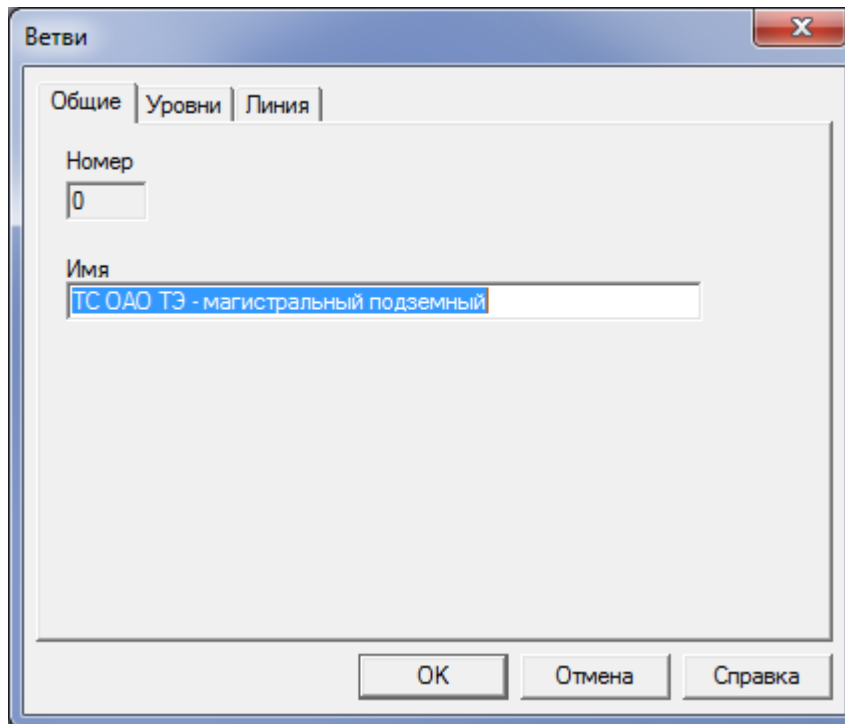 Ветви
Общие Уровни Линия
Номер
0
Имя
ТС ОАО ТЭ - магистральный подземный
OK Отмена Справка